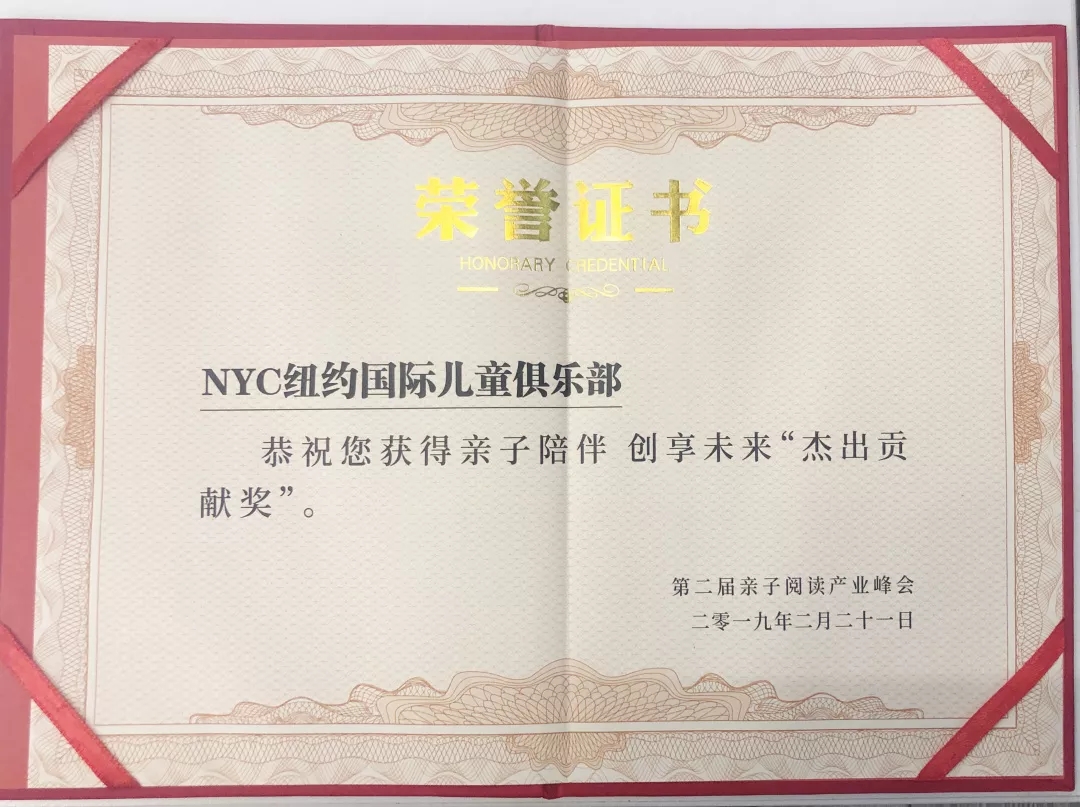 荣誉证书
HONORARY CREDENTIAL
NYC纽约国际儿童俱乐部
恭祝您获得亲子陪伴 创享未来“杰出贡
献奖”。
第二届亲子阅读产业峰会
二零一九年二月二十一日